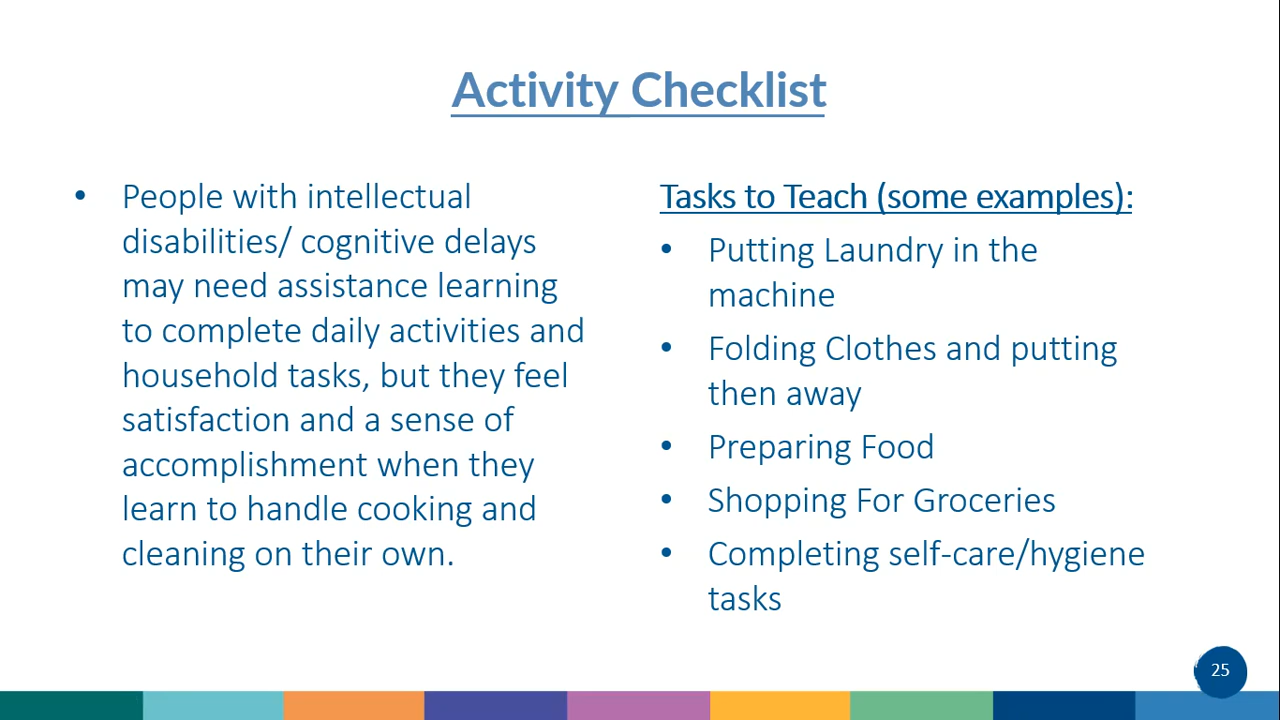 Activity Checklist
• People with intellectual
disabilities/ cognitive delays
may need assistance learning
to complete daily activities and
household tasks, but they feel
satisfaction and a sense of
accomplishment when they
learn to handle cooking and
cleaning on their own.
Tasks to Teach (some examples):
• Putting Laundry in the
machine
• Folding Clothes and putting
then away
• Preparing Food
• Shopping For Groceries
• Completing self-care/hygiene
tasks
25